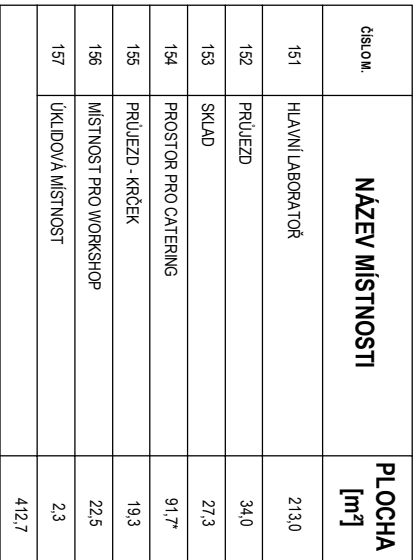 ČÍSLO M. NÁZEV MÍSTNOSTI PLOCHA [m²]
151 HLAVNÍ LABORATOŘ 213,0
152 PRŮJEZD 34,0
153 SKLAD 27,3
154 PROSTOR PRO CATERING 91,7*
155 PRŮJEZD - KRČEK 19,3
156 MÍSTNOST PRO WORKSHOP 22,5
157 ÚKLIDOVÁ MÍSTNOST 2,3
412,7